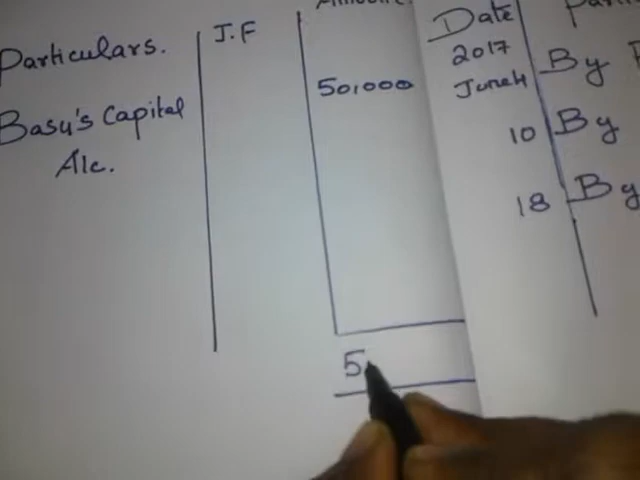 Particulars.
J.F
Date
2017
50,000
June 4
By
Basu's Capital
A/c.
10
By
18
By
5